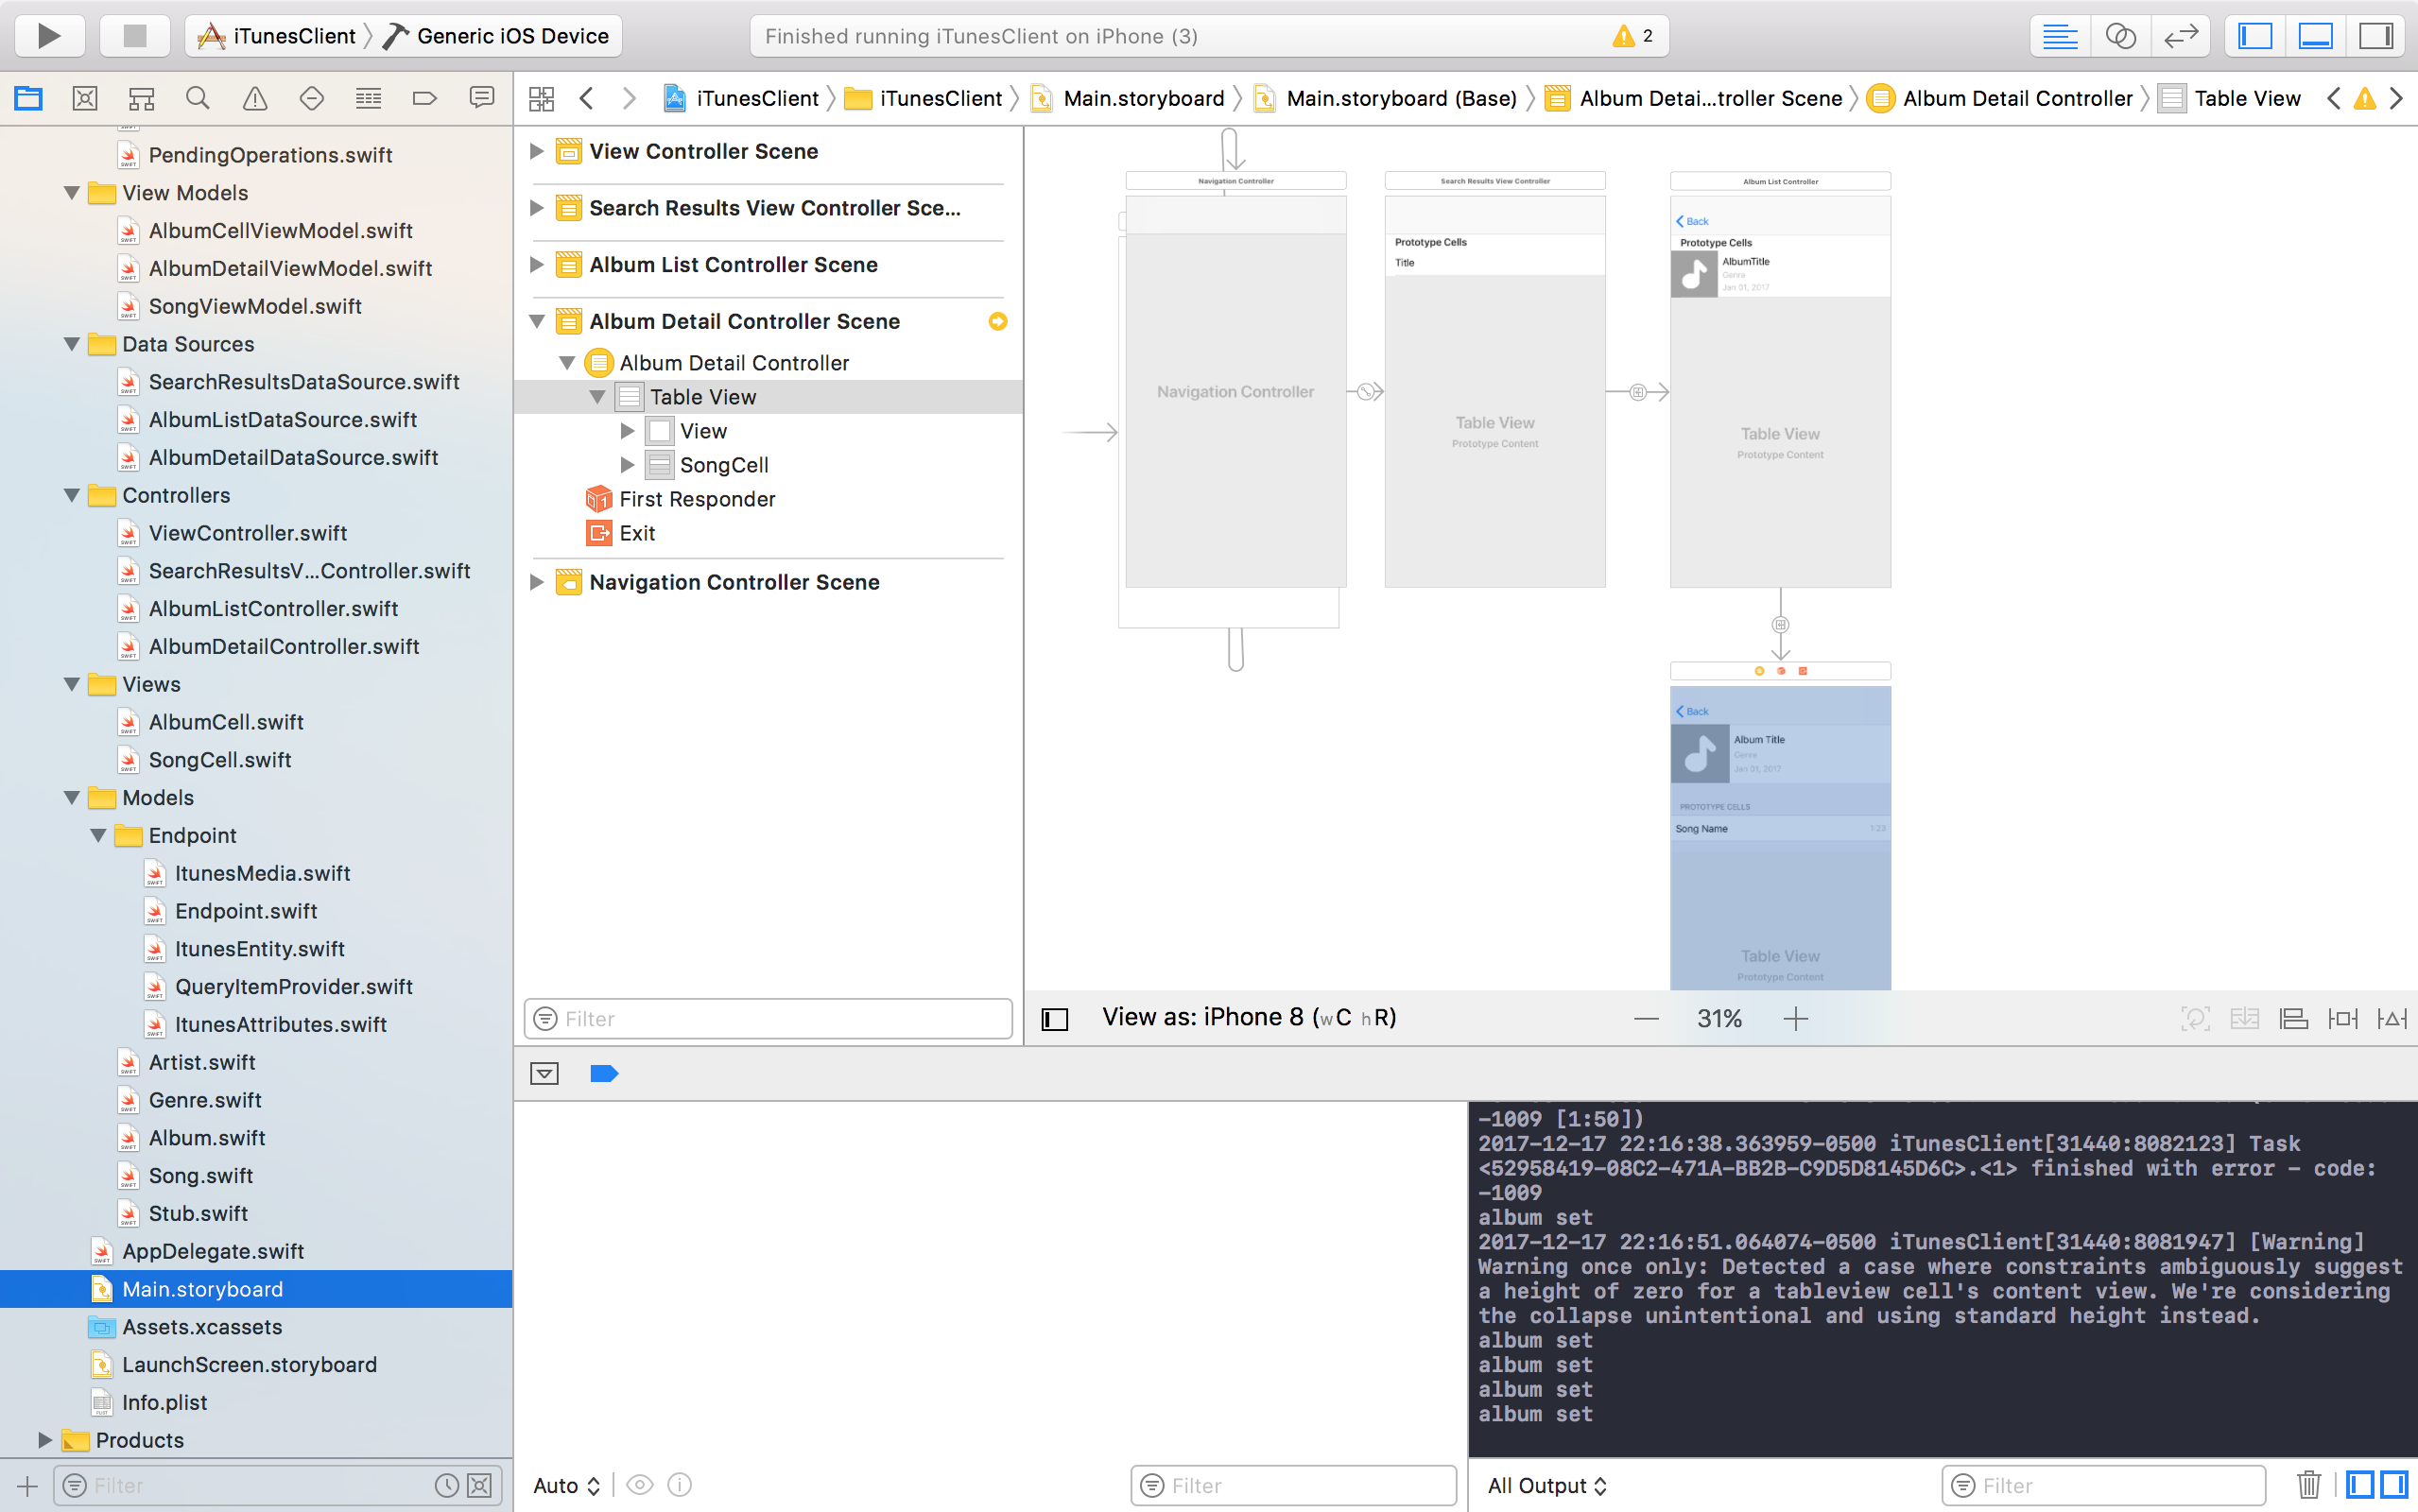 iTunesClient
Generic iOS Device
Finished running iTunesClient on iPhone (3)
2
iTunesClient
iTunesClient
Main.storyboard
Main.storyboard (Base)
Album Detai...troller Scene
Album Detail Controller
Table View
PendingOperations.swift
View Models
AlbumCellViewModel.swift
AlbumDetailViewModel.swift
SongViewModel.swift
Data Sources
SearchResultsDataSource.swift
AlbumListDataSource.swift
AlbumDetailDataSource.swift
Controllers
ViewController.swift
SearchResultsV...Controller.swift
AlbumListController.swift
AlbumDetailController.swift
Views
AlbumCell.swift
SongCell.swift
Models
Endpoint
ItunesMedia.swift
Endpoint.swift
ItunesEntity.swift
QueryItemProvider.swift
ItunesAttributes.swift
Artist.swift
Genre.swift
Album.swift
Song.swift
Stub.swift
AppDelegate.swift
Main.storyboard
Assets.xcassets
LaunchScreen.storyboard
Info.plist
Products
Filter
View Controller Scene
Search Results View Controller Sce...
Album List Controller Scene
Album Detail Controller Scene
Album Detail Controller
Table View
View
SongCell
First Responder
Exit
Navigation Controller Scene
Filter
Navigation Controller
Navigation Controller
Search Results View Controller
Prototype Cells
Title
Table View
Prototype Content
Album List Controller
Back
Prototype Cells
AlbumTitle
Genre
Jan 01, 2017
Table View
Prototype Content
Back
Album Title
Genre
Jan 01, 2017
PROTOTYPE CELLS
Song Name
1:23
Table View
Prototype Content
View as: iPhone 8 (wC hR)
31%
Auto
Filter
-1009 [1:50])
2017-12-17 22:16:38.363959-0500 iTunesClient[31440:8082123] Task
<52958419-08C2-471A-BB2B-C9D5D8145D6C>.<1> finished with error - code:
-1009
album set
2017-12-17 22:16:51.064074-0500 iTunesClient[31440:8081947] [Warning]
Warning once only: Detected a case where constraints ambiguously suggest
a height of zero for a tableview cell's content view. We're considering
the collapse unintentional and using standard height instead.
album set
album set
album set
album set
All Output
Filter